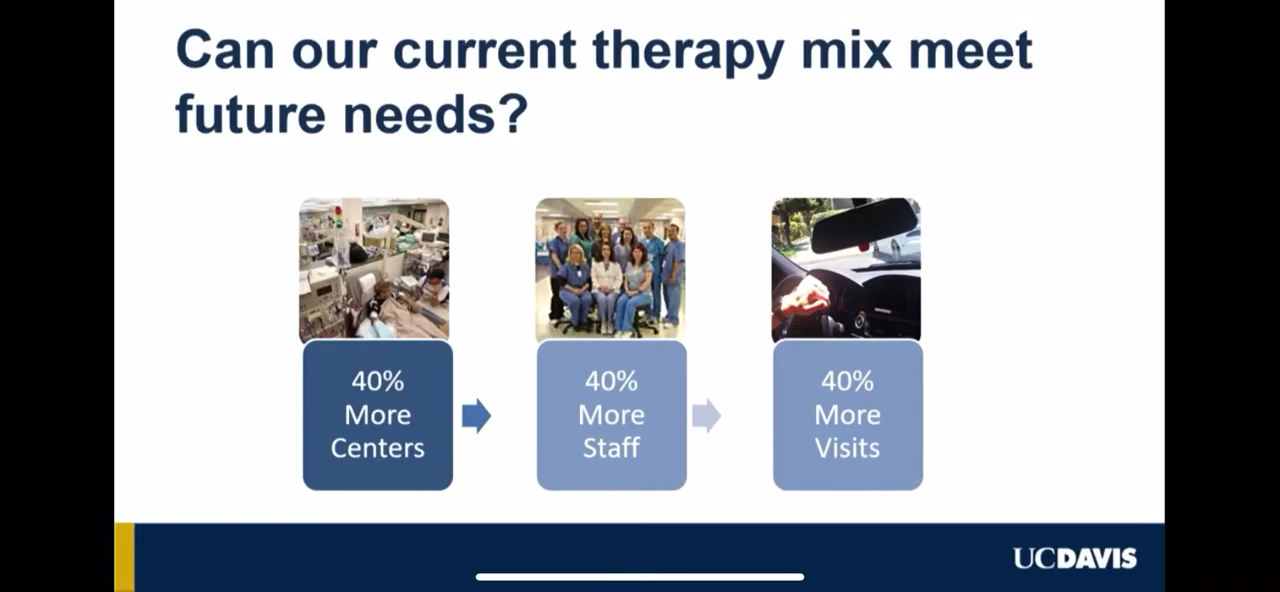 Can our current therapy mix meet
future needs?
40%
More
Centers
40%
More
Staff
40%
More
Visits
UCDAVIS